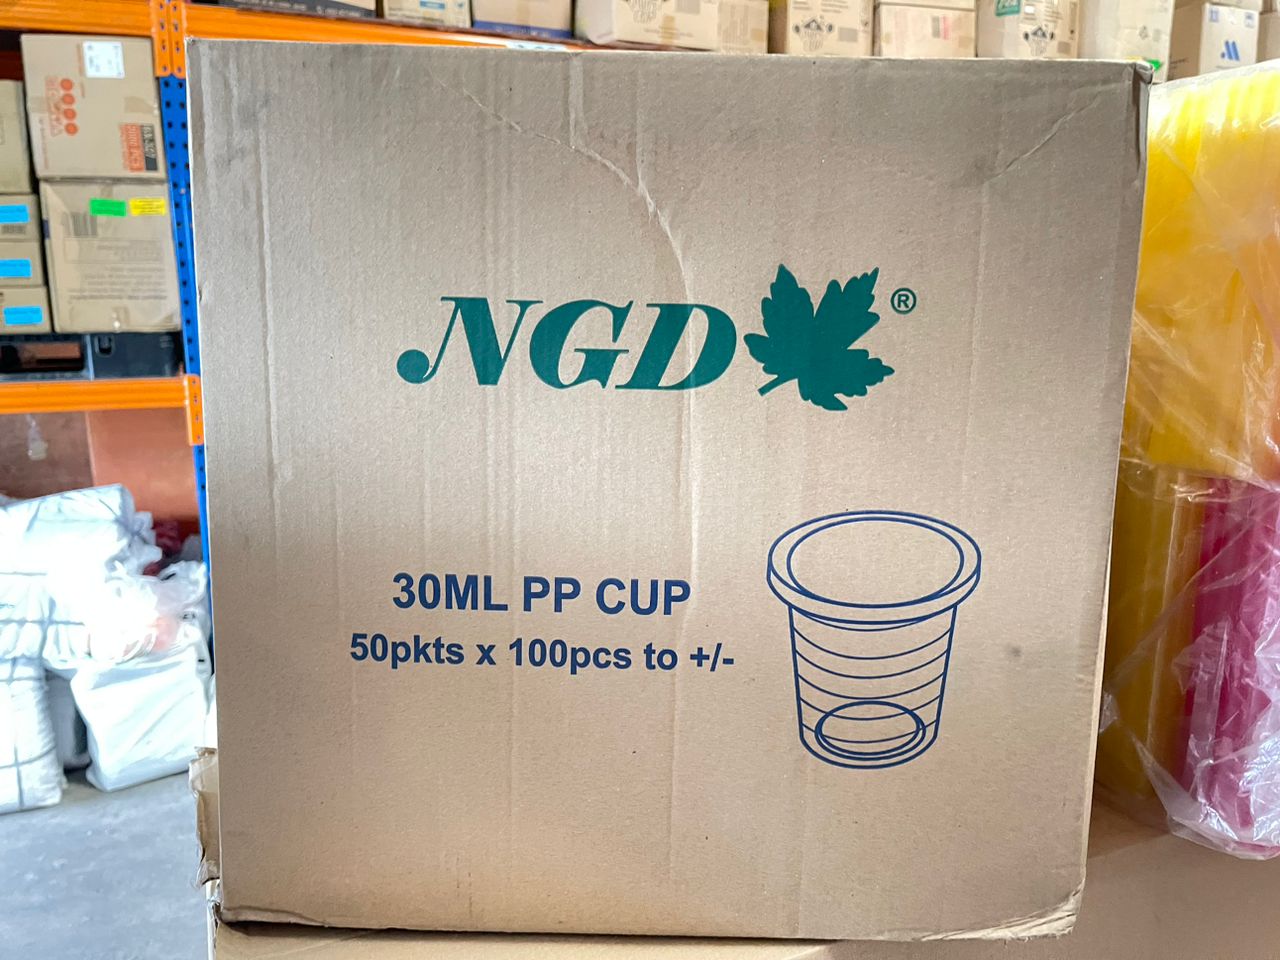 NGD ®
30ML PP CUP
50pkts x 100pcs to +/-